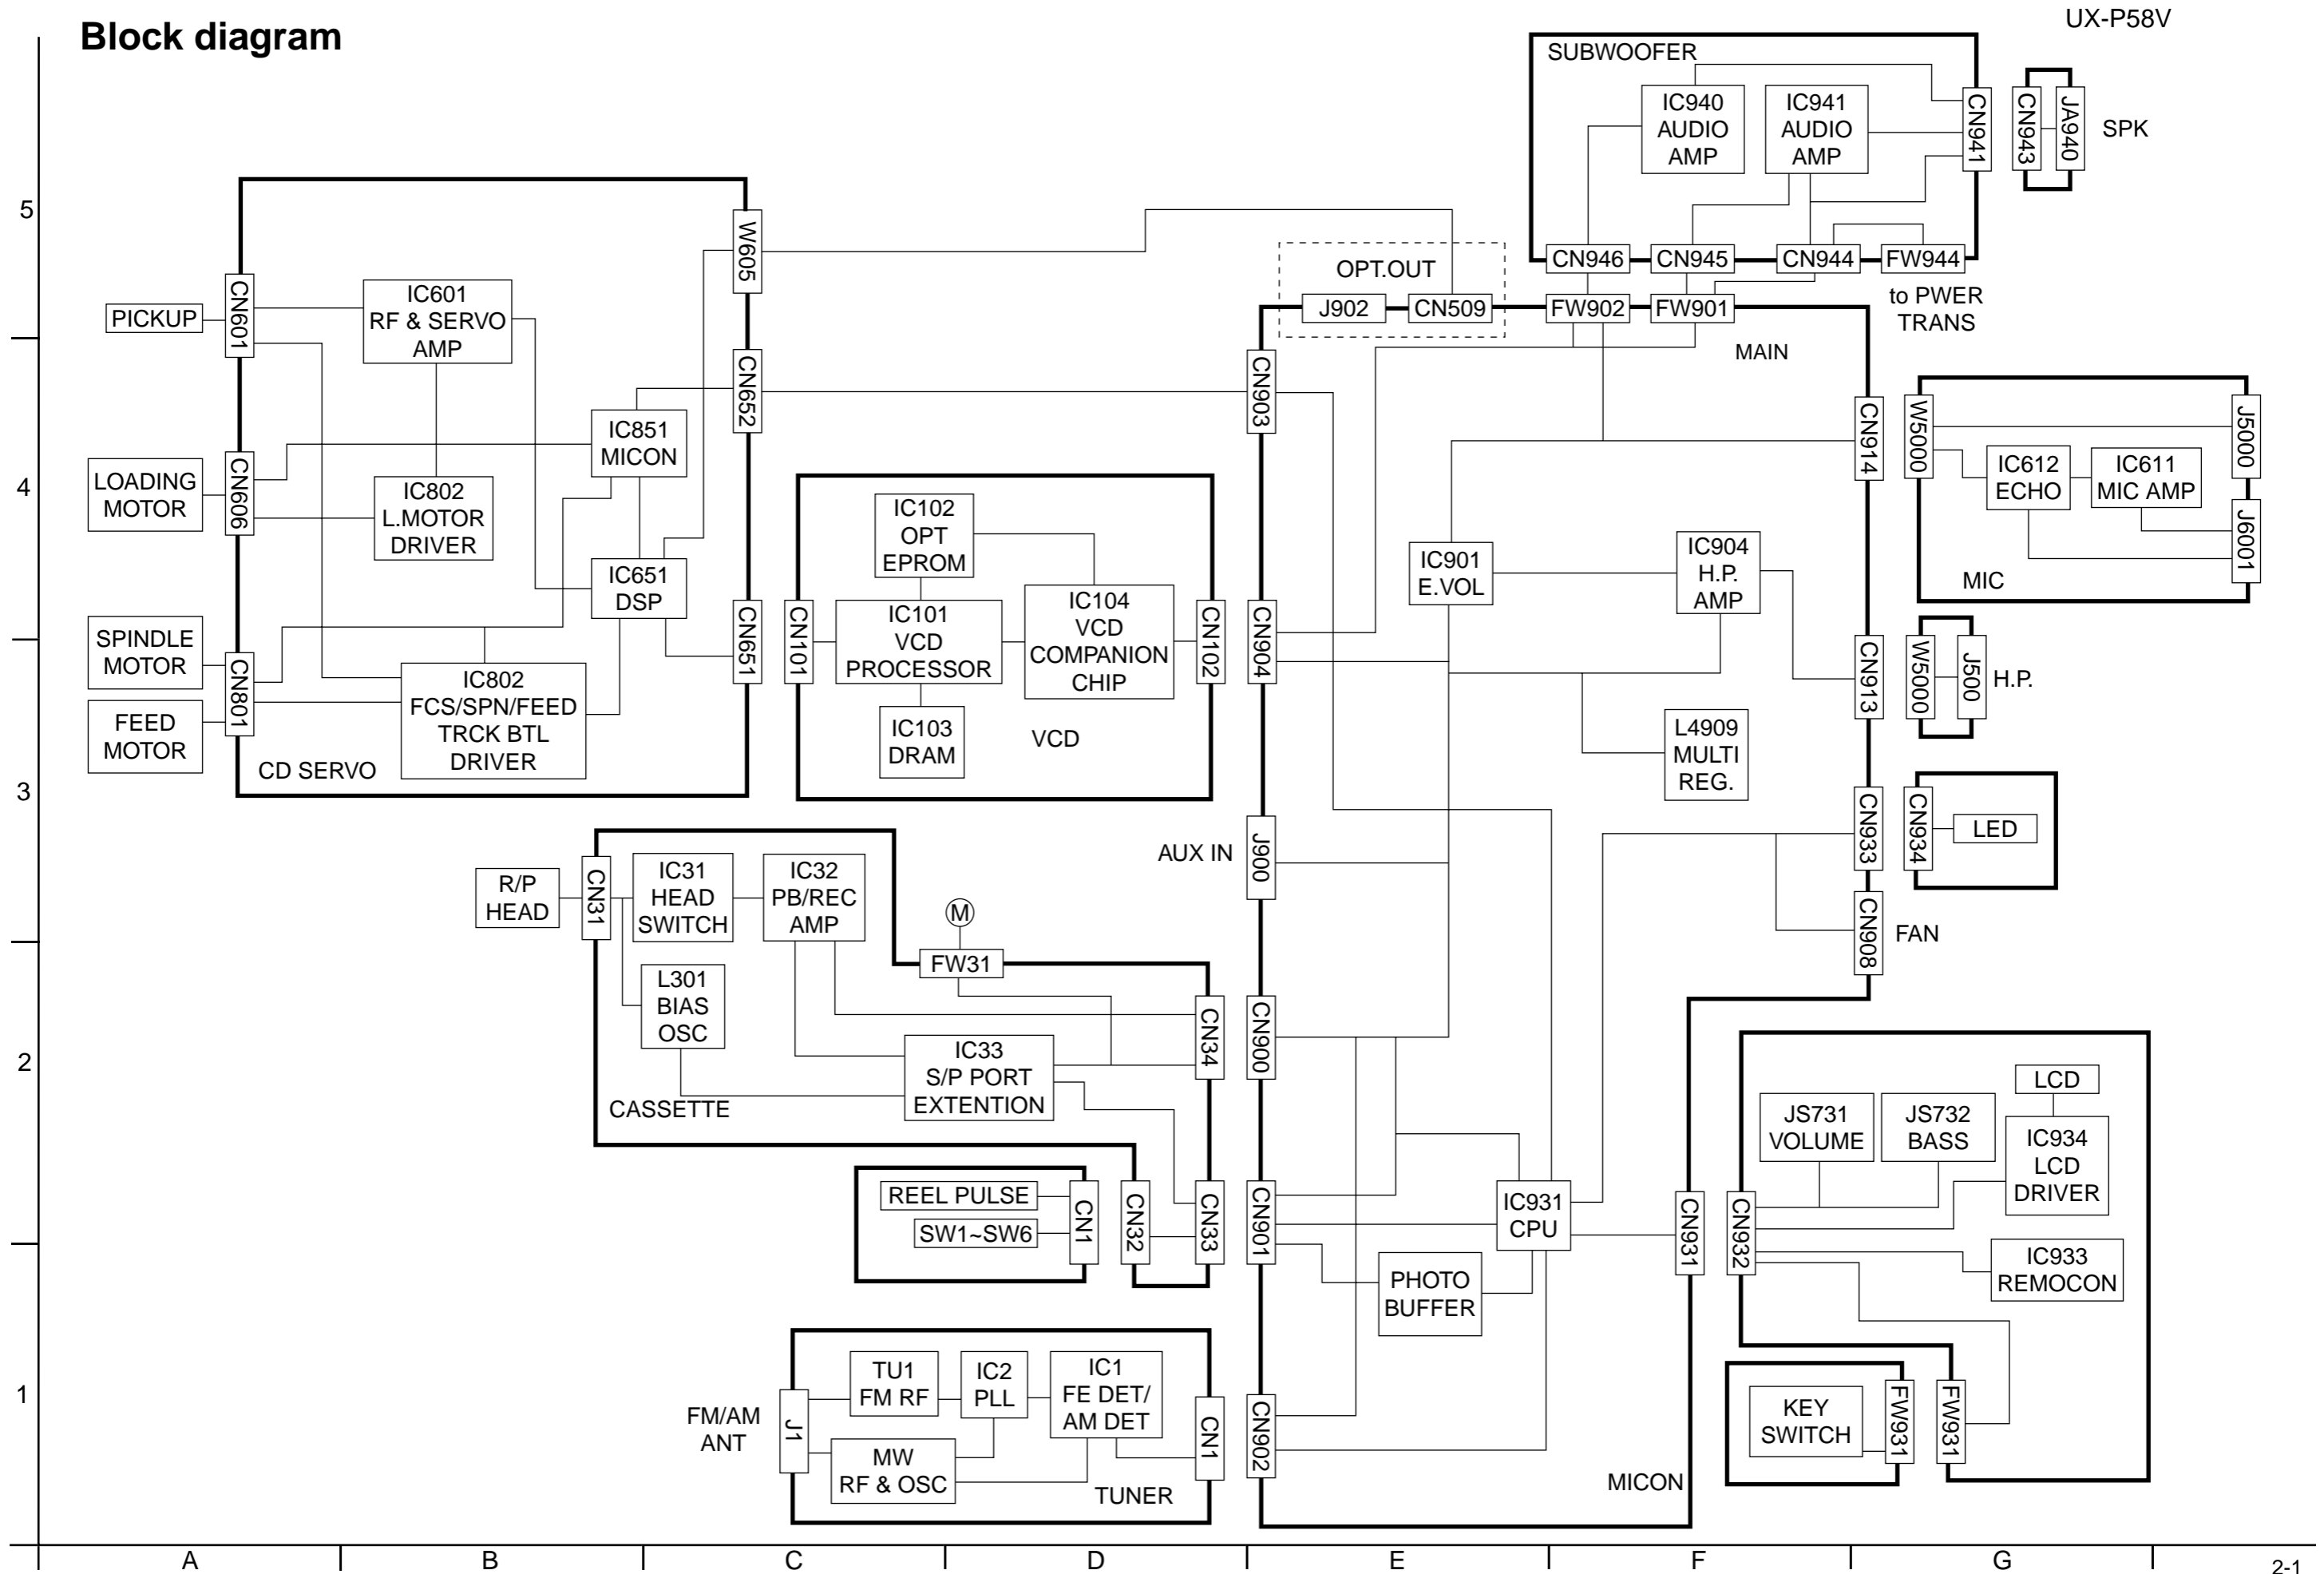 UX-P58V
Block diagram
SUBWOOFER
IC940
AUDIO
AMP
IC941
AUDIO
AMP
CN941
CN943
JA940
SPK
CN946
CN945
CN944
FW944
to PWER
TRANS
5
W605
CN601
PICKUP
IC601
RF & SERVO
AMP
CN652
IC851
MICON
LOADING
MOTOR
CN606
IC802
L.MOTOR
DRIVER
IC651
DSP
CN651
SPINDLE
MOTOR
CN801
FEED
MOTOR
IC802
FCS/SPN/FEED
TRCK BTL
DRIVER
CD SERVO
4
OPT.OUT
J902
CN509
FW902
FW901
MAIN
CN903
CN914
W5000
J5000
IC612
ECHO
IC611
MIC AMP
J6001
MIC
IC102
OPT
EPROM
CN101
IC101
VCD
PROCESSOR
IC104
VCD
COMPANION
CHIP
CN102
IC103
DRAM
VCD
CN904
IC901
E.VOL
IC904
H.P.
AMP
CN913
W5000
J500
H.P.
L4909
MULTI
REG.
3
CN933
CN934
LED
AUX IN
J900
CN908
FAN
R/P
HEAD
CN31
IC31
HEAD
SWITCH
IC32
PB/REC
AMP
M
FW31
L301
BIAS
OSC
CN34
IC33
S/P PORT
EXTENTION
CASSETTE
2
CN900
REEL PULSE
SW1~SW6
CN1
CN32
CN33
CN901
IC931
CPU
PHOTO
BUFFER
CN931
CN932
JS731
VOLUME
JS732
BASS
LCD
IC934
LCD
DRIVER
IC933
REMOCON
1
FM/AM
ANT
J1
TU1
FM RF
IC2
PLL
IC1
FE DET/
AM DET
MW
RF & OSC
CN1
TUNER
CN902
MICON
KEY
SWITCH
FW931
FW931
A
B
C
D
E
F
G
2-1